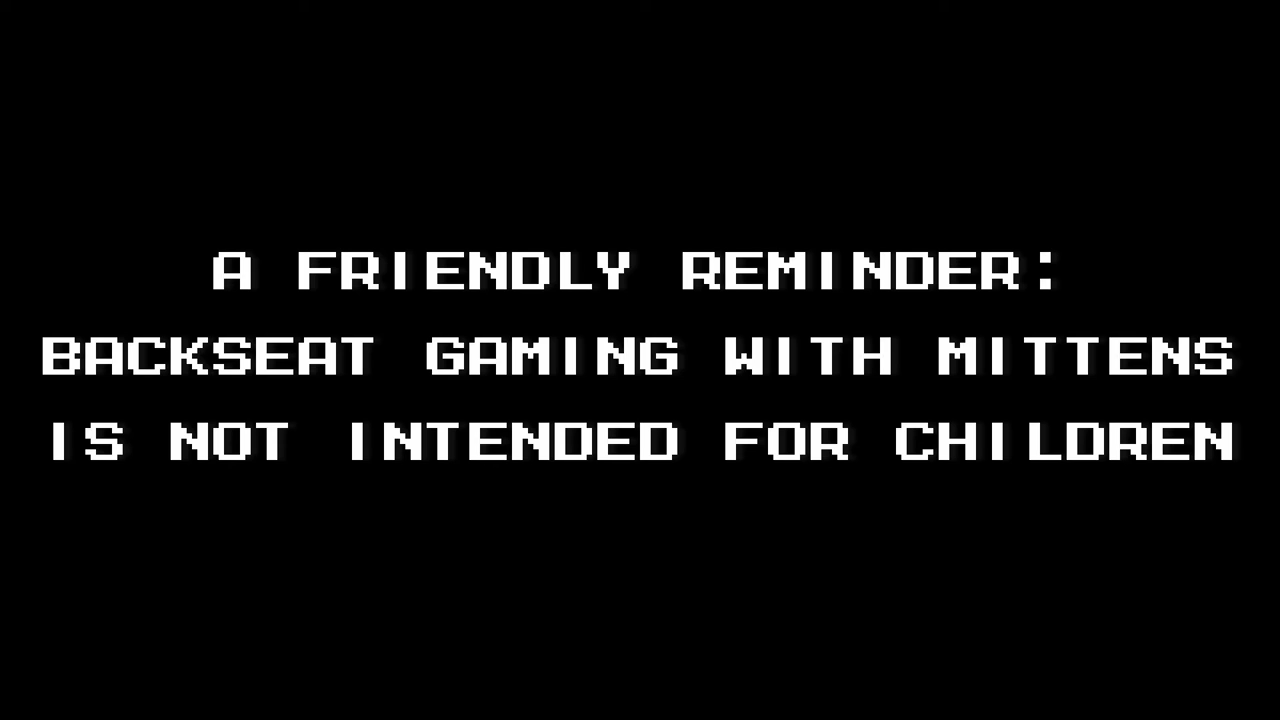 A FRIENDLY REMINDER:
BACKSEAT GAMING WITH MITTENS
IS NOT INTENDED FOR CHILDREN